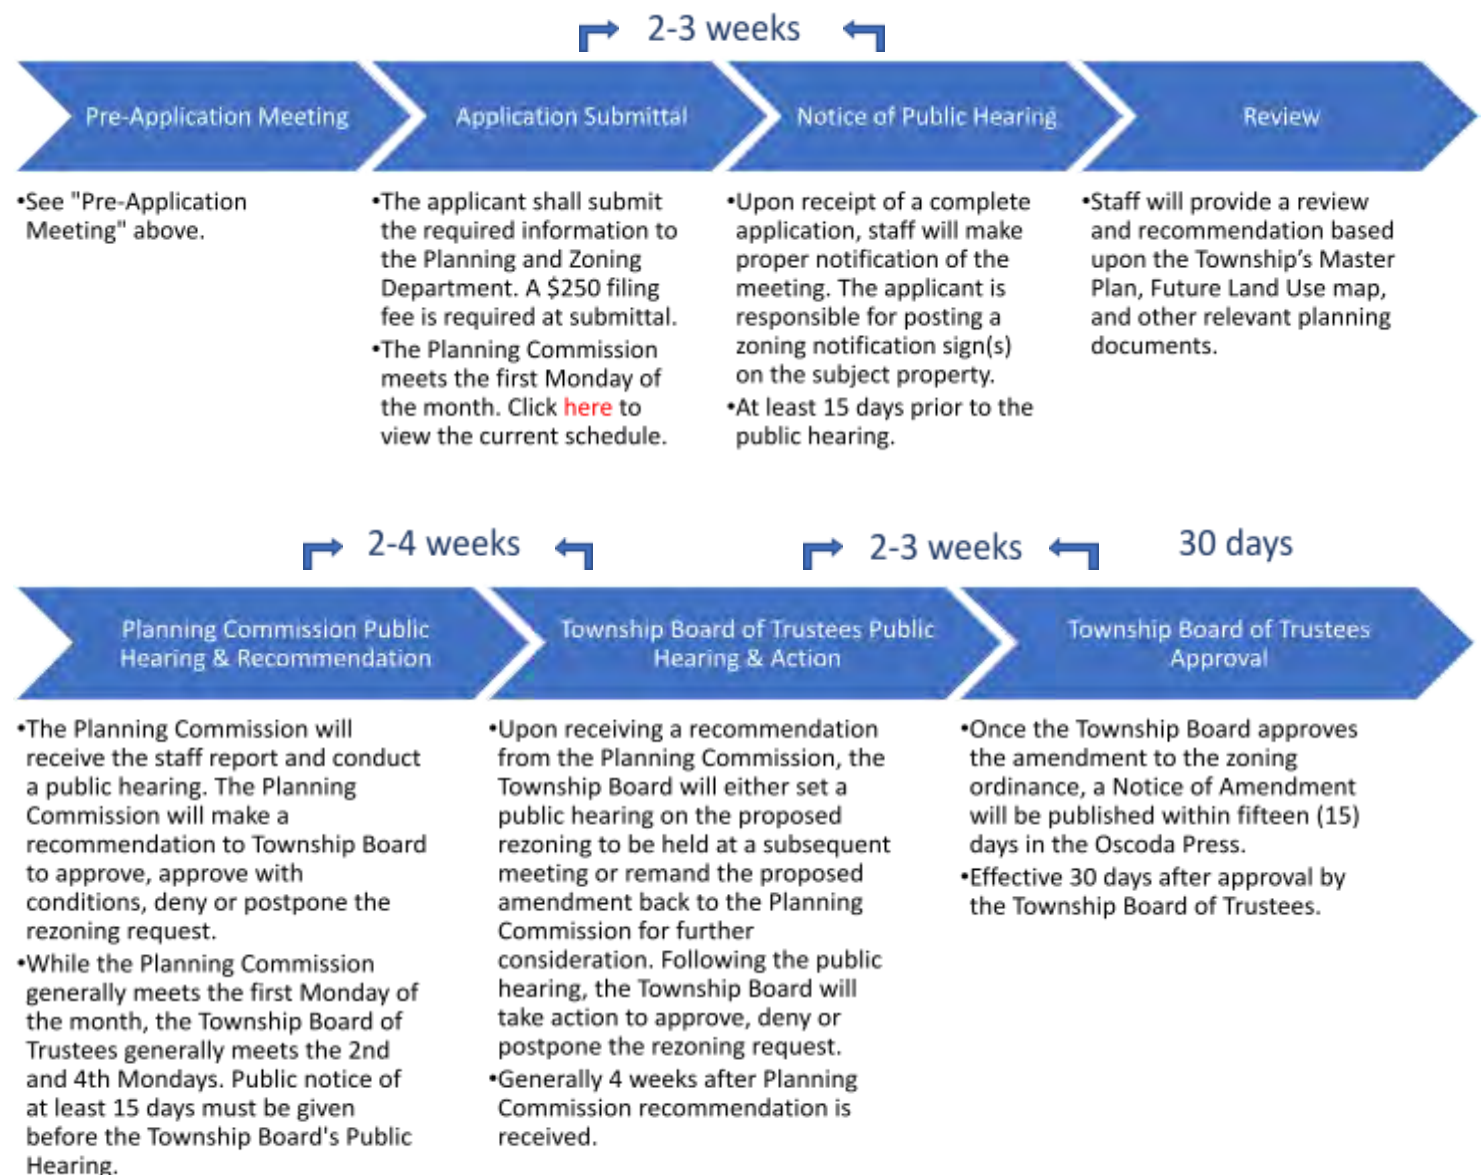 2-3 weeks
Pre-Application Meeting
Application Submittal
Notice of Public Hearing
Review
•See "Pre-Application
Meeting" above.
•The applicant shall submit
the required information to
the Planning and Zoning
Department. A $250 filing
fee is required at submittal.
•The Planning Commission
meets the first Monday of
the month. Click here to
view the current schedule.
•Upon receipt of a complete
application, staff will make
proper notification of the
meeting. The applicant is
responsible for posting a
zoning notification sign(s)
on the subject property.
•At least 15 days prior to the
public hearing.
•Staff will provide a review
and recommendation based
upon the Township's Master
Plan, Future Land Use map,
and other relevant planning
documents.
2-4 weeks
2-3 weeks
30 days
Planning Commission Public
Hearing & Recommendation
Township Board of Trustees Public
Hearing & Action
Township Board of Trustees
Approval
•The Planning Commission will
receive the staff report and conduct
a public hearing. The Planning
Commission will make a
recommendation to Township Board
to approve, approve with
conditions, deny or postpone the
rezoning request.
•While the Planning Commission
generally meets the first Monday of
the month, the Township Board of
Trustees generally meets the 2nd
and 4th Mondays. Public notice of
at least 15 days must be given
before the Township Board's Public
Hearing.
•Upon receiving a recommendation
from the Planning Commission, the
Township Board will either set a
public hearing on the proposed
rezoning to be held at a subsequent
meeting or remand the proposed
amendment back to the Planning
Commission for further
consideration. Following the public
hearing, the Township Board will
take action to approve, deny or
postpone the rezoning request.
•Generally 4 weeks after Planning
Commission recommendation is
received.
•Once the Township Board approves
the amendment to the zoning
ordinance, a Notice of Amendment
will be published within fifteen (15)
days in the Oscoda Press.
•Effective 30 days after approval by
the Township Board of Trustees.